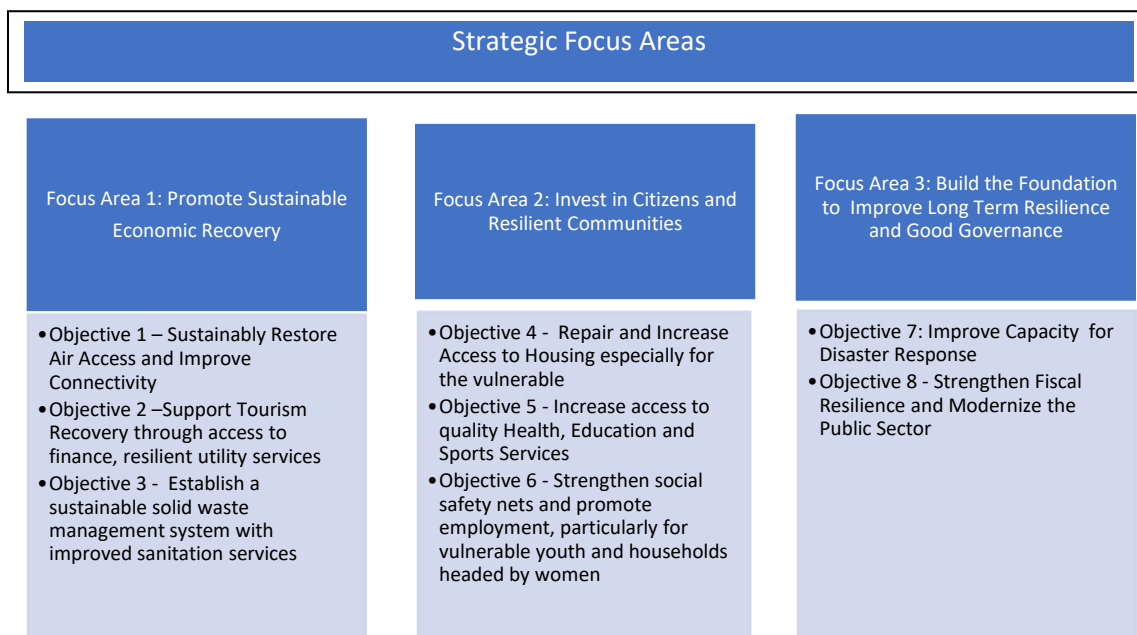 Strategic Focus Areas
Focus Area 1: Promote Sustainable
Economic Recovery
•Objective 1 – Sustainably Restore
Air Access and Improve
Connectivity
•Objective 2 –Support Tourism
Recovery through access to
finance, resilient utility services
•Objective 3 - Establish a
sustainable solid waste
management system with
improved sanitation services
Focus Area 2: Invest in Citizens and
Resilient Communities
•Objective 4 - Repair and Increase
Access to Housing especially for
the vulnerable
•Objective 5 - Increase access to
quality Health, Education and
Sports Services
•Objective 6 - Strengthen social
safety nets and promote
employment, particularly for
vulnerable youth and households
headed by women
Focus Area 3: Build the Foundation
to Improve Long Term Resilience
and Good Governance
•Objective 7: Improve Capacity for
Disaster Response
•Objective 8 - Strengthen Fiscal
Resilience and Modernize the
Public Sector